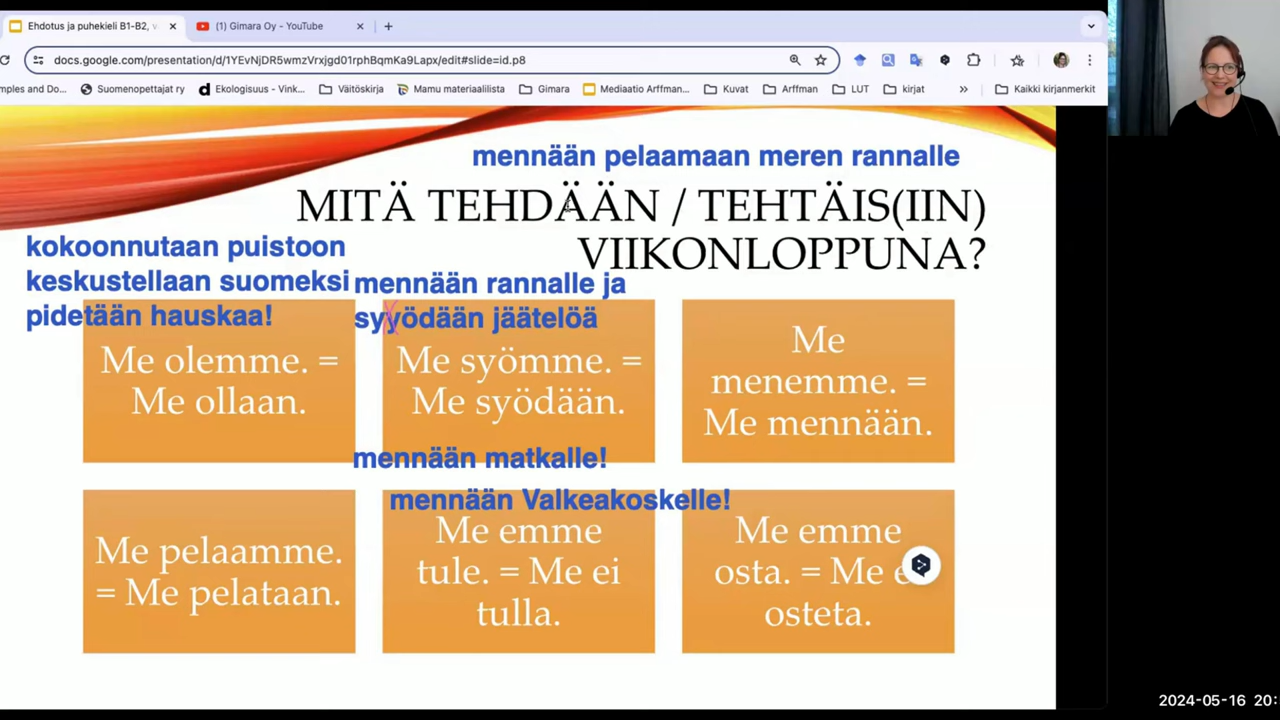 Ehdotus ja puhekieli B1-B2, v
(1) Gimara Oy - YouTube
docs.google.com/presentation/d/1YEvNjDR5wmzVrxjgd01rphBqmKa9Lapx/edit#slide=id.p8
mples and Do...
Suomenopettajat ry
Ekologisuus - Vink...
Väitöskirja
Mamu materiaalilista
Gimara
Mediaatio Arffman...
Kuvat
Arffman
LUT
kirjat
Kaikki kirjanmerkit
mennään pelaamaan meren rannalle
MITÄ TEHDÄÄN / TEHTÄIS(IIN)
VIIKONLOPPUNA?
kokoonnutaan puistoon
keskustellaan suomeksi
pidetään hauskaa!
mennään rannalle ja
syyödään jäätelöä
Me olemme. =
Me ollaan.
Me syömme. =
Me syödään.
Me
menemme. =
Me mennään.
mennään matkalle!
mennään Valkeakoskelle!
Me pelaamme.
= Me pelataan.
Me emme
tule. = Me ei
tulla.
Me emme
osta. = Me e
osteta.
2024-05-16 20: